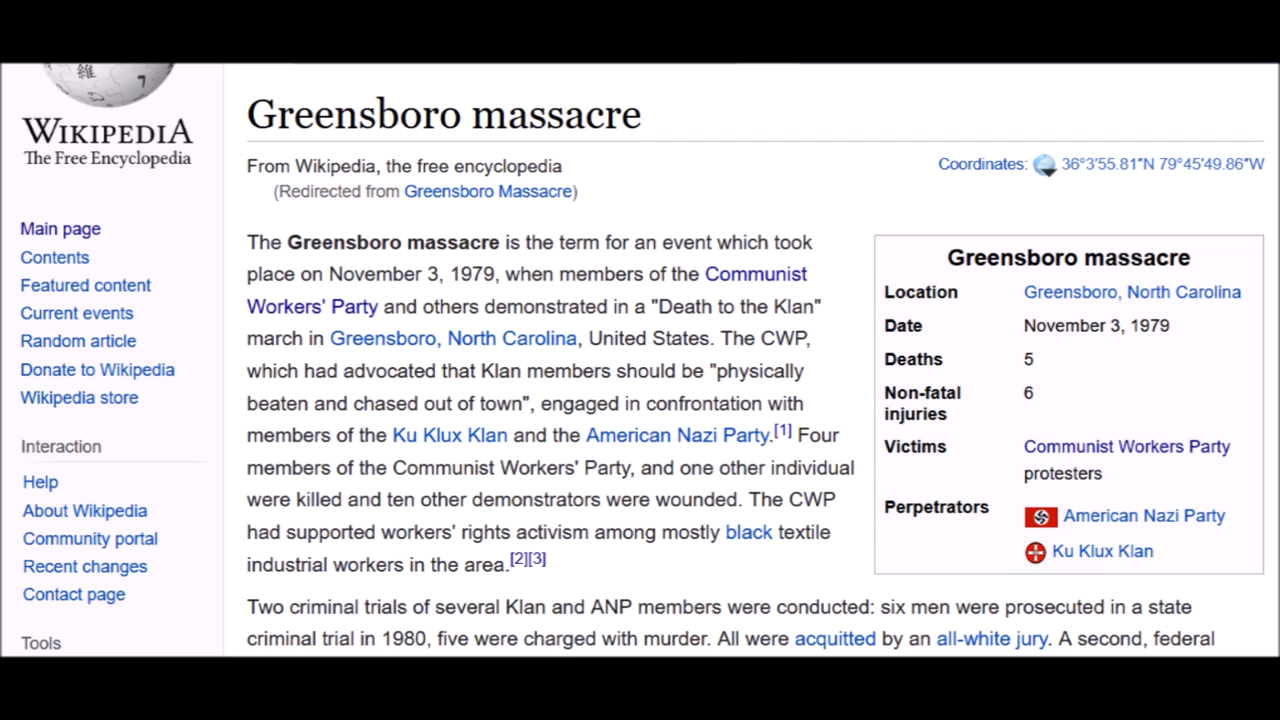 維
7
WIKIPEDIA
The Free Encyclopedia
Main page
Contents
Featured content
Current events
Random article
Donate to Wikipedia
Wikipedia store
Interaction
Help
About Wikipedia
Community portal
Recent changes
Contact page
Tools
Greensboro massacre
From Wikipedia, the free encyclopedia
(Redirected from Greensboro Massacre)
Coordinates: 36°3′55.81″N 79°45′49.86″W
The Greensboro massacre is the term for an event which took
place on November 3, 1979, when members of the Communist
Workers' Party and others demonstrated in a "Death to the Klan"
march in Greensboro, North Carolina, United States. The CWP,
which had advocated that Klan members should be "physically
beaten and chased out of town", engaged in confrontation with
members of the Ku Klux Klan and the American Nazi Party.[1] Four
members of the Communist Workers' Party, and one other individual
were killed and ten other demonstrators were wounded. The CWP
had supported workers' rights activism among mostly black textile
industrial workers in the area.[2][3]
Greensboro massacre
Location Greensboro, North Carolina
Date November 3, 1979
Deaths 5
Non-fatal 6
injuries
Victims Communist Workers Party
protesters
Perpetrators American Nazi Party
Ku Klux Klan
Two criminal trials of several Klan and ANP members were conducted: six men were prosecuted in a state
criminal trial in 1980, five were charged with murder. All were acquitted by an all-white jury. A second, federal